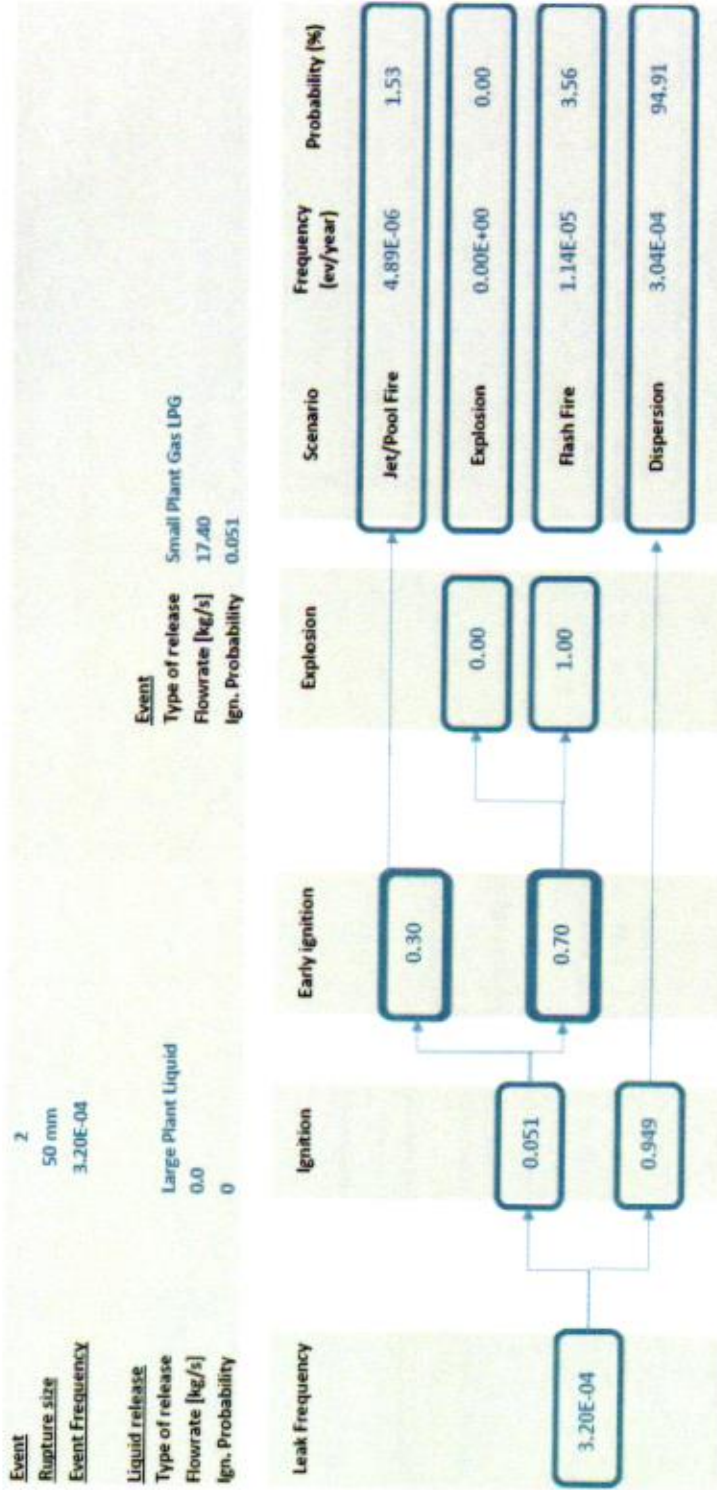 Event 2
Rupture size 50 mm
Event Frequency 3.20E-04
Liquid release
Type of release Large Plant Liquid
Flowrate [kg/s] 0.0
Ign. Probability 0
Event
Type of release Small Plant Gas LPG
Flowrate [kg/s] 17.40
Ign. Probability 0.051
Leak Frequency Ignition Early ignition Explosion Scenario Frequency (ev/year) Probability (%)
0.30 Jet/Pool Fire 4.89E-06 1.53
0.051 0.00 Explosion 0.00E+00 0.00
3.20E-04 0.70 1.00 Flash Fire 1.14E-05 3.56
0.949 Dispersion 3.04E-04 94.91